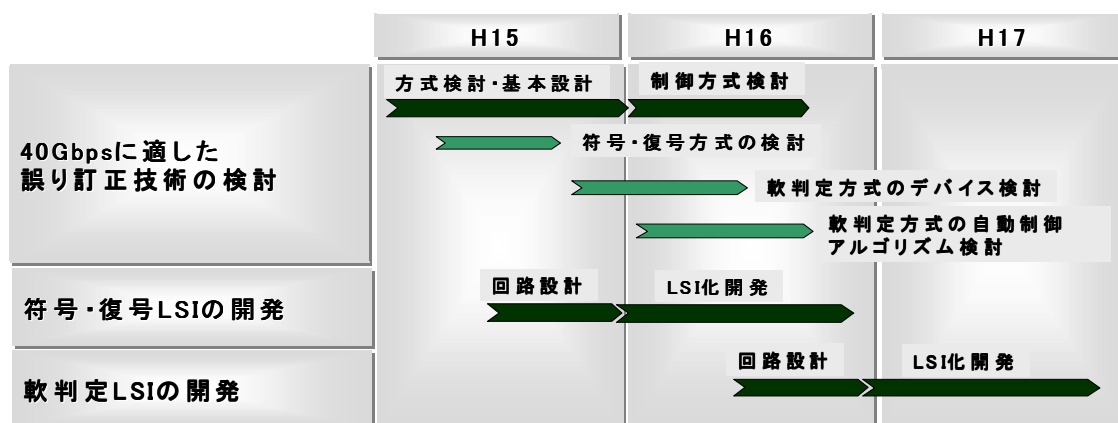 H15
H16
H17
40Gbpsに適した
誤り訂正技術の検討
方式検討・基本設計
制御方式検討
符号・復号方式の検討
軟判定方式のデバイス検討
軟判定方式の自動制御
アルゴリズム検討
符号・復号LSIの開発
回路設計
LSI化開発
軟判定LSIの開発
回路設計
LSI化開発